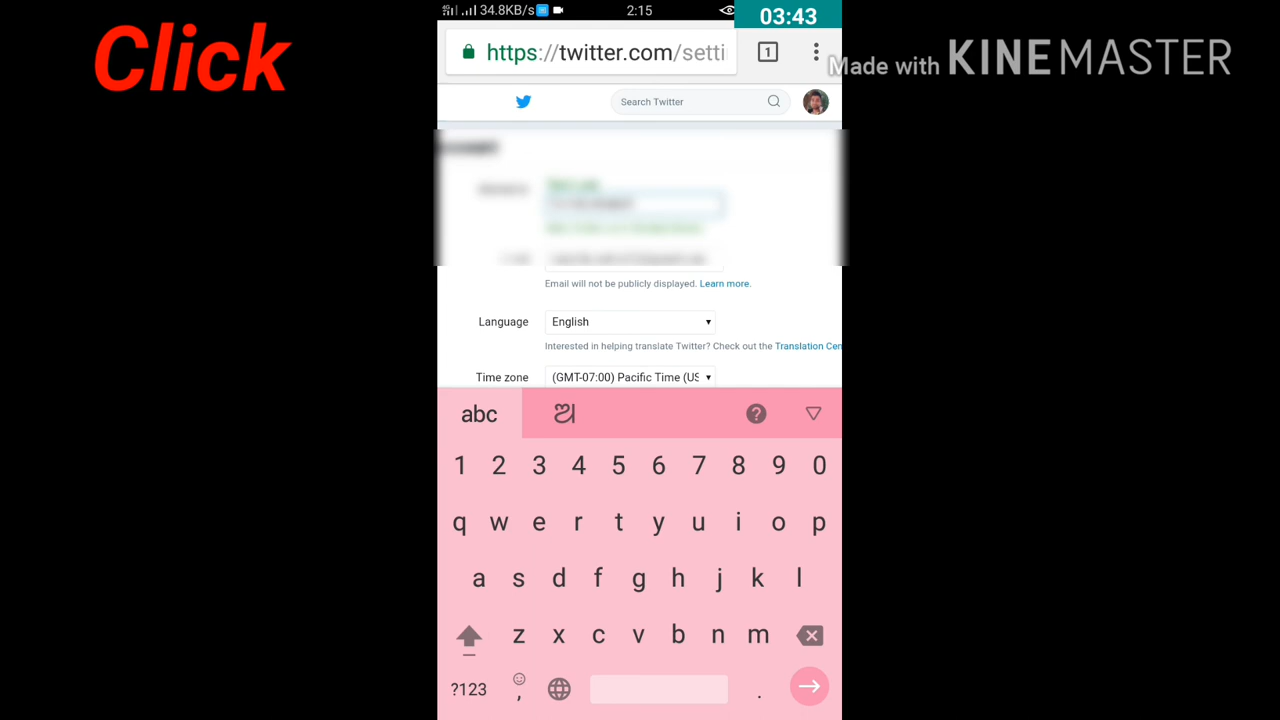 Click
34.8KB/s
2:15
03:43
https://twitter.com/setti
1
Made with KINEMASTER
Search Twitter
Email will not be publicly displayed. Learn more.
Language
English
Interested in helping translate Twitter? Check out the Translation Cen
Time zone
(GMT-07:00) Pacific Time (US
abc
ଅ
?
1 2 3 4 5 6 7 8 9 0
q w e r t y u i o p
a s d f g h j k l
z x c v b n m
?123 , .